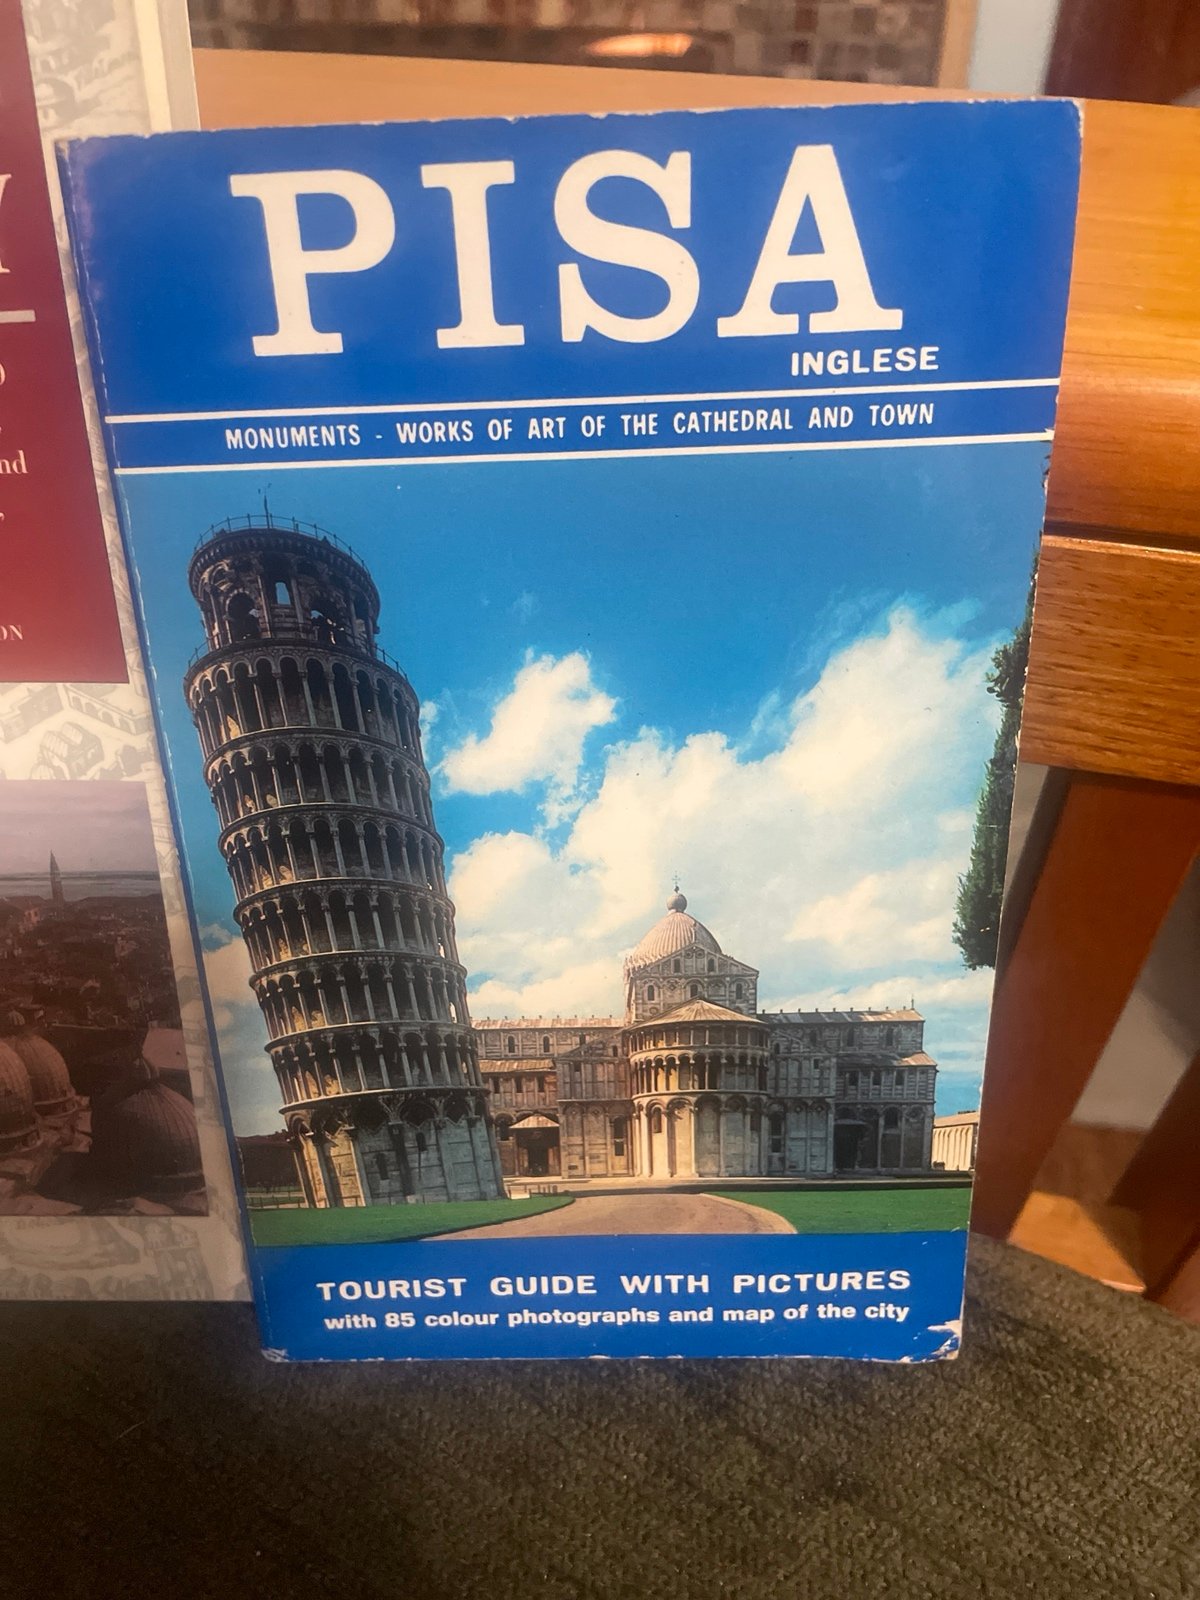 PISA
INGLESE
MONUMENTS - WORKS OF ART OF THE CATHEDRAL AND TOWN
TOURIST GUIDE WITH PICTURES
with 85 colour photographs and map of the city